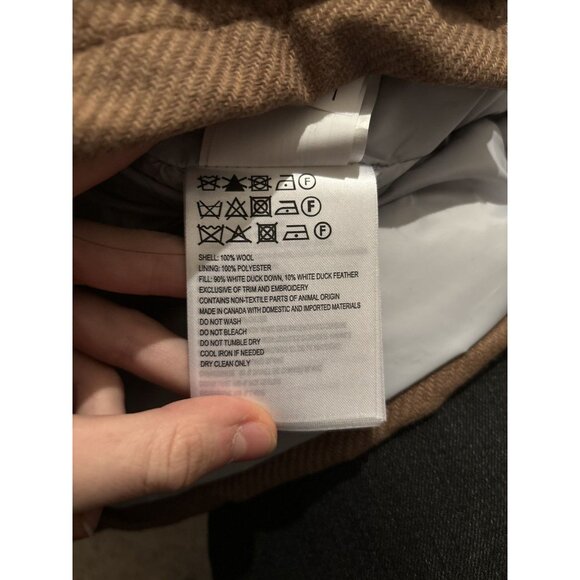 F
F
F
SHELL: 100% WOOL
LINING: 100% POLYESTER
FILL: 90% WHITE DUCK DOWN, 10% WHITE DUCK FEATHER
EXCLUSIVE OF TRIM AND EMBROIDERY
CONTAINS NON-TEXTILE PARTS OF ANIMAL ORIGIN
MADE IN CANADA WITH DOMESTIC AND IMPORTED MATERIALS
DO NOT WASH
DO NOT BLEACH
DO NOT TUMBLE DRY
COOL IRON IF NEEDED
DRY CLEAN ONLY